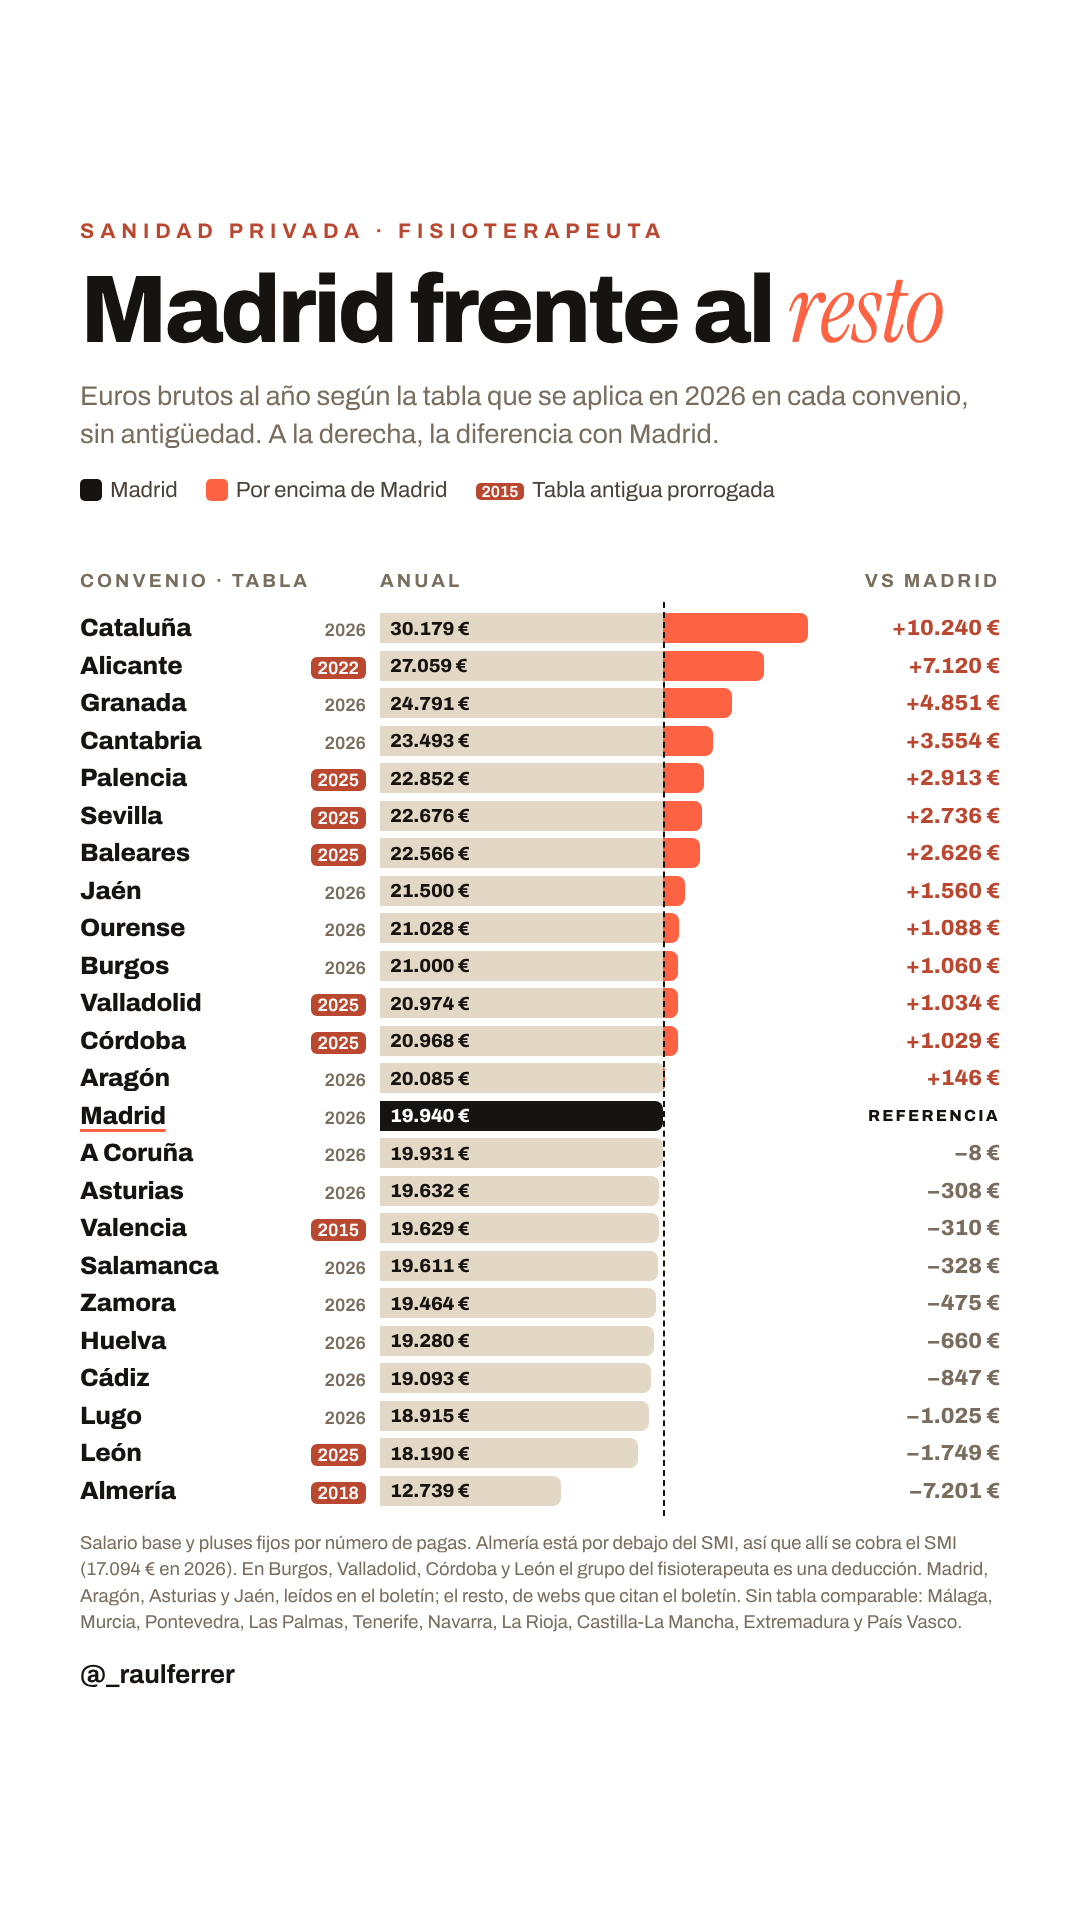 SANIDAD PRIVADA · FISIOTERAPEUTA
Madrid frente al resto
Euros brutos al año según la tabla que se aplica en 2026 en cada convenio,
sin antigüedad. A la derecha, la diferencia con Madrid.
Madrid Por encima de Madrid 2015 Tabla antigua prorrogada
CONVENIO · TABLA ANUAL VS MADRID
Cataluña 2026 30.179 € +10.240 €
Alicante 2022 27.059 € +7.120 €
Granada 2026 24.791 € +4.851 €
Cantabria 2026 23.493 € +3.554 €
Palencia 2025 22.852 € +2.913 €
Sevilla 2025 22.676 € +2.736 €
Baleares 2025 22.566 € +2.626 €
Jaén 2026 21.500 € +1.560 €
Ourense 2026 21.028 € +1.088 €
Burgos 2026 21.000 € +1.060 €
Valladolid 2025 20.974 € +1.034 €
Córdoba 2025 20.968 € +1.029 €
Aragón 2026 20.085 € +146 €
Madrid 2026 19.940 € REFERENCIA
A Coruña 2026 19.931 € −8 €
Asturias 2026 19.632 € −308 €
Valencia 2015 19.629 € −310 €
Salamanca 2026 19.611 € −328 €
Zamora 2026 19.464 € −475 €
Huelva 2026 19.280 € −660 €
Cádiz 2026 19.093 € −847 €
Lugo 2026 18.915 € −1.025 €
León 2025 18.190 € −1.749 €
Almería 2018 12.739 € −7.201 €
Salario base y pluses fijos por número de pagas. Almería está por debajo del SMI, así que allí se cobra el SMI
(17.094 € en 2026). En Burgos, Valladolid, Córdoba y León el grupo del fisioterapeuta es una deducción. Madrid,
Aragón, Asturias y Jaén, leídos en el boletín; el resto, de webs que citan el boletín. Sin tabla comparable: Málaga,
Murcia, Pontevedra, Las Palmas, Tenerife, Navarra, La Rioja, Castilla-La Mancha, Extremadura y País Vasco.
@_raulferrer